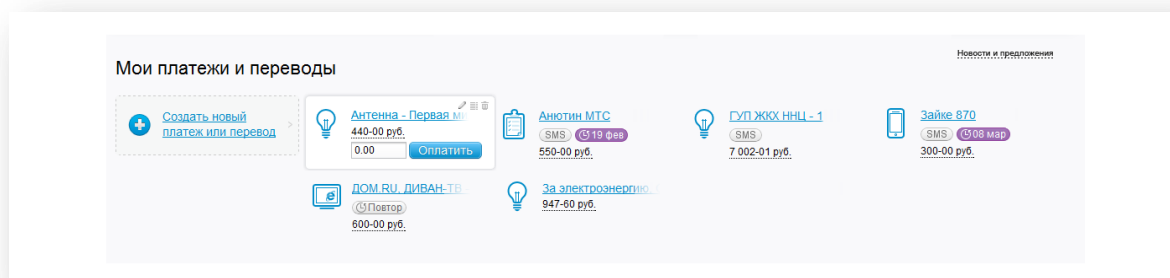 Новости и предложения
Мои платежи и переводы
Создать новый
платеж или перевод
Антенна - Первая
440-00 руб.
0.00 Оплатить
Анютин МТС
SMS 19 фев
550-00 руб.
ГУП ЖКХ ННЦ - 1
SMS
7 002-01 руб.
Зайке 870
SMS 08 мар
300-00 руб.
ДОМ.RU, ДИВАН-ТВ
Повтор
600-00 руб.
За электроэнергию,
947-60 руб.